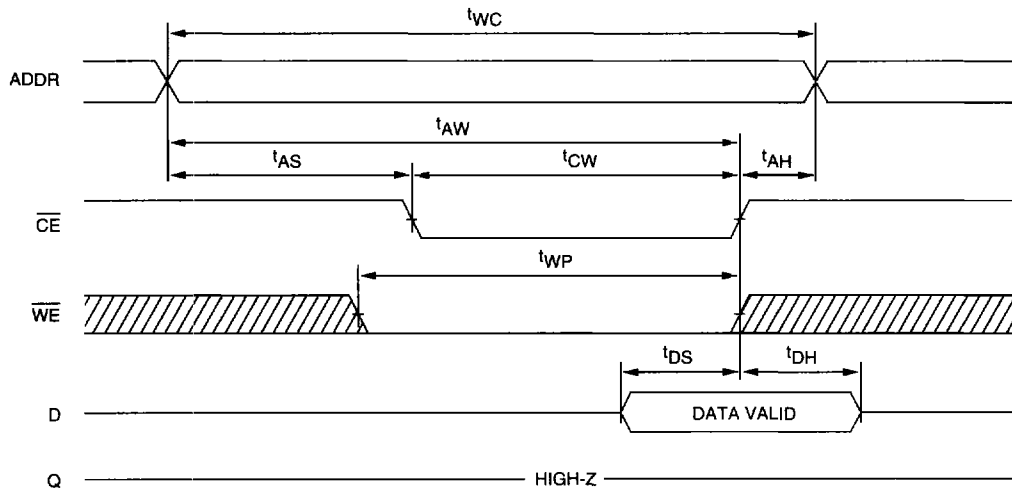 tWC
ADDR
tAW
tAS tCW tAH
CE
tWP
WE
tDS tDH
D DATA VALID
Q HIGH-Z